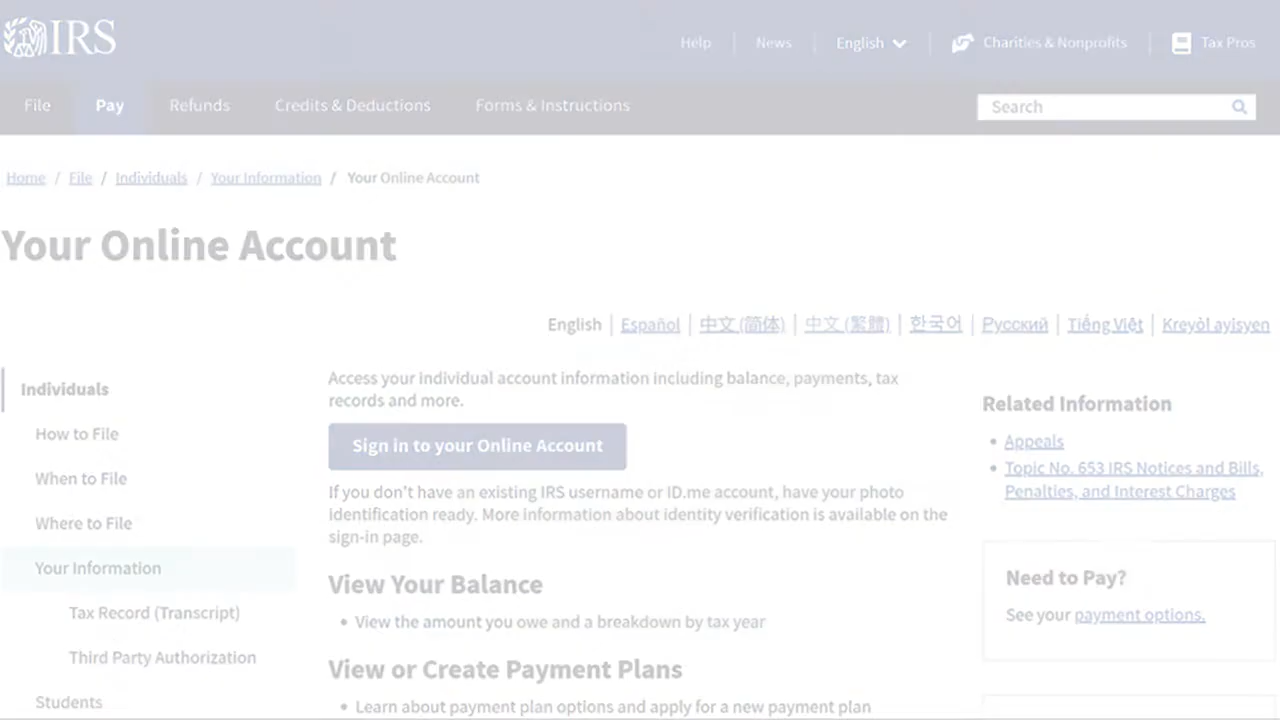 IRS
Help News English Charities & Nonprofits Tax Pros
File Pay Refunds Credits & Deductions Forms & Instructions Search
Home / File / Individuals / Your Information / Your Online Account
Your Online Account
English Español 中文 (简体) 中文 (繁體) 한국어 Русский Tiếng Việt Kreyòl ayisyen
Individuals
How to File
When to File
Where to File
Your Information
Tax Record (Transcript)
Third Party Authorization
Students
Access your individual account information including balance, payments, tax
records and more.
Sign in to your Online Account
If you don't have an existing IRS username or ID.me account, have your photo
identification ready. More information about identity verification is available on the
sign-in page.
View Your Balance
• View the amount you owe and a breakdown by tax year
View or Create Payment Plans
• Learn about payment plan options and apply for a new payment plan
Related Information
• Appeals
• Topic No. 653 IRS Notices and Bills,
Penalties, and Interest Charges
Need to Pay?
See your payment options.